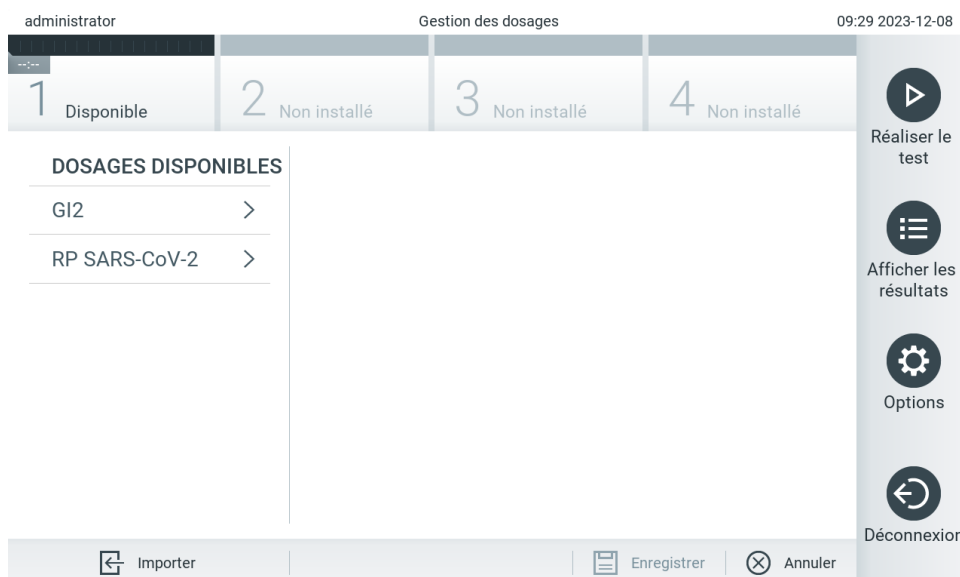 administrator
Gestion des dosages
09:29 2023-12-08
--:--
1 Disponible
2 Non installé
3 Non installé
4 Non installé
DOSAGES DISPONIBLES
GI2
RP SARS-CoV-2
Réaliser le
test
Afficher les
résultats
Options
Déconnexion
Importer
Enregistrer
Annuler